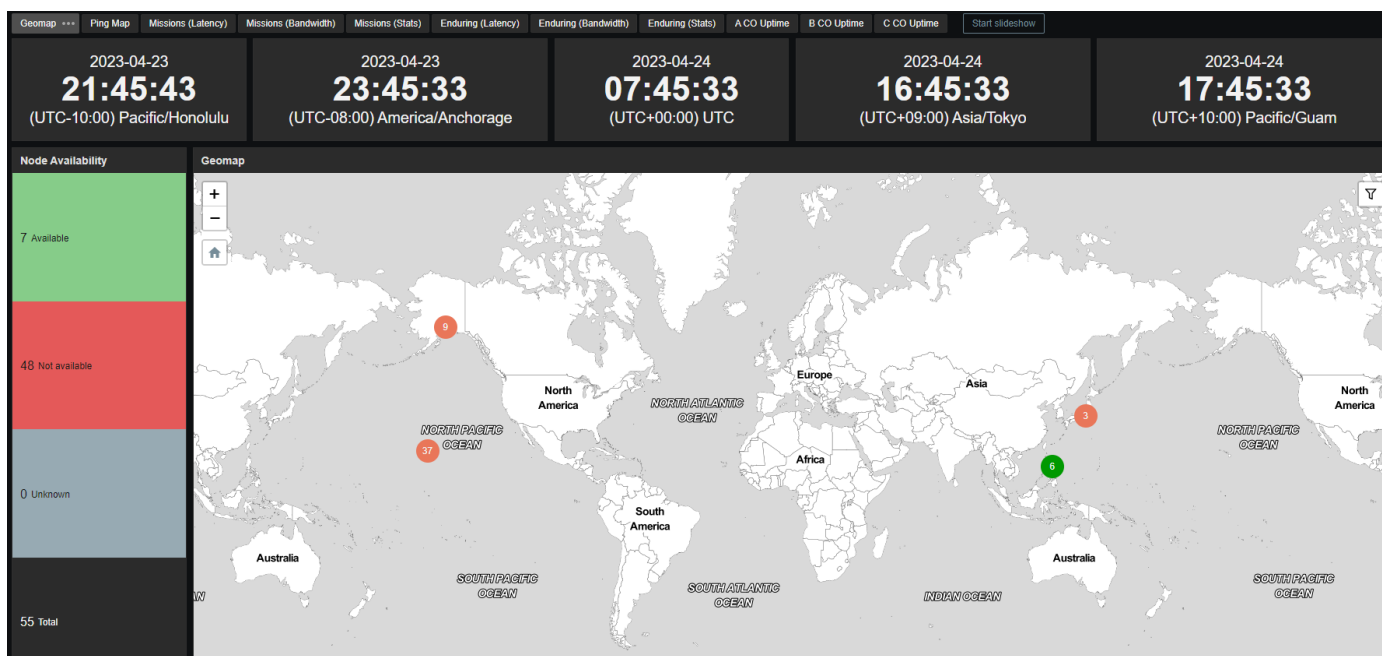 Geomap ••• Ping Map Missions (Latency) Missions (Bandwidth) Missions (Stats) Enduring (Latency) Enduring (Bandwidth) Enduring (Stats) A CO Uptime B CO Uptime C CO Uptime Start slideshow
2023-04-23
21:45:43
(UTC-10:00) Pacific/Honolulu
2023-04-23
23:45:33
(UTC-08:00) America/Anchorage
2023-04-24
07:45:33
(UTC+00:00) UTC
2023-04-24
16:45:33
(UTC+09:00) Asia/Tokyo
2023-04-24
17:45:33
(UTC+10:00) Pacific/Guam
Node Availability
7 Available
48 Not available
0 Unknown
55 Total
Geomap
+
−
9
Europe
Asia
North
America
North
America
NORTH ATLANTIC
OCEAN
3
NORTH PACIFIC
OCEAN
NORTH PACIFIC
OCEAN
37
Africa
6
South
America
Australia
Australia
SOUTH PACIFIC
OCEAN
SOUTH ATLANTIC
OCEAN
INDIAN OCEAN
SOUTH PACIFIC
OCEAN
AN